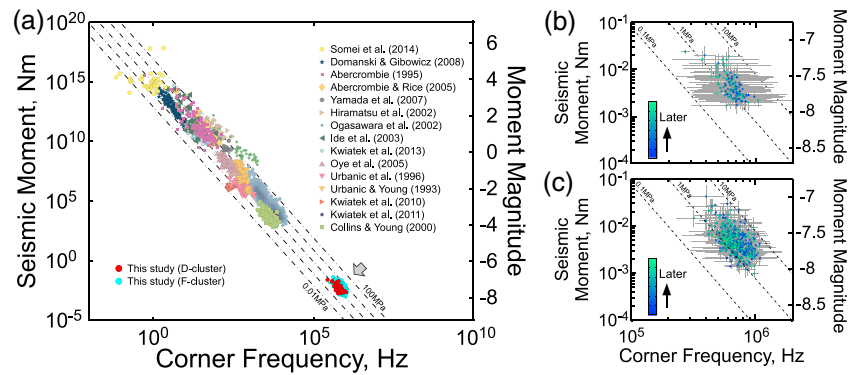 (a)
10^20
10^15
10^10
10^5
10^0
10^-5
Seismic Moment, Nm
10^0
10^5
10^10
Corner Frequency, Hz
6
4
2
0
-2
-4
-6
-8
Moment Magnitude
Somei et al. (2014)
Domanski & Gibowicz (2008)
Abercrombie (1995)
Abercrombie & Rice (2005)
Yamada et al. (2007)
Hiramatsu et al. (2002)
Ogasawara et al. (2002)
Ide et al. (2003)
Kwiatek et al. (2013)
Oye et al. (2005)
Urbanic et al. (1996)
Urbanic & Young (1993)
Kwiatek et al. (2010)
Kwiatek et al. (2011)
Collins & Young (2000)
This study (D-cluster)
This study (F-cluster)
0.01MPa
100MPa
(b)
10^-1
10^-2
10^-3
10^-4
Seismic
Moment, Nm
0.1MPa
1MPa
10MPa
Later
-7
-7.5
-8
-8.5
Moment Magnitude
(c)
10^-1
10^-2
10^-3
10^-4
Seismic
Moment, Nm
0.1MPa
1MPa
10MPa
Later
-7
-7.5
-8
-8.5
Moment Magnitude
10^5
10^6
Corner Frequency, Hz